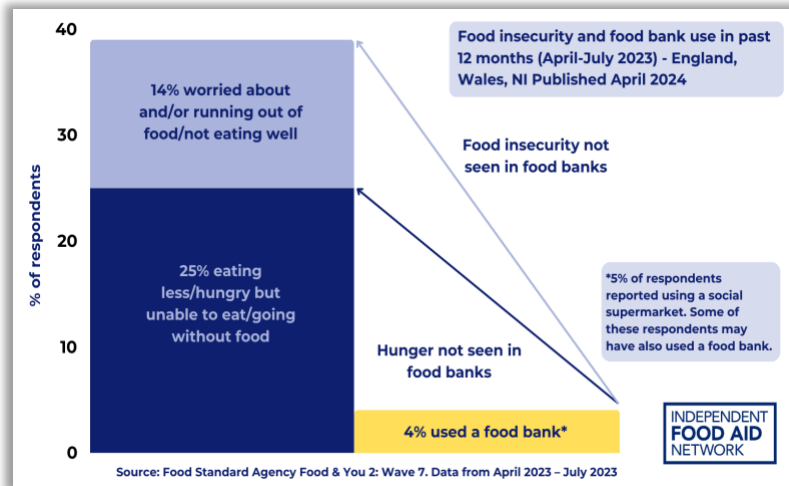 Food insecurity and food bank use in past
12 months (April-July 2023) - England,
Wales, NI Published April 2024
% of respondents
40
30
20
10
0
14% worried about
and/or running out of
food/not eating well
25% eating
less/hungry but
unable to eat/going
without food
Food insecurity not
seen in food banks
Hunger not seen in
food banks
4% used a food bank*
*5% of respondents
reported using a social
supermarket. Some of
these respondents may
have also used a food bank.
INDEPENDENT
FOOD AID
NETWORK
Source: Food Standard Agency Food & You 2: Wave 7. Data from April 2023 – July 2023